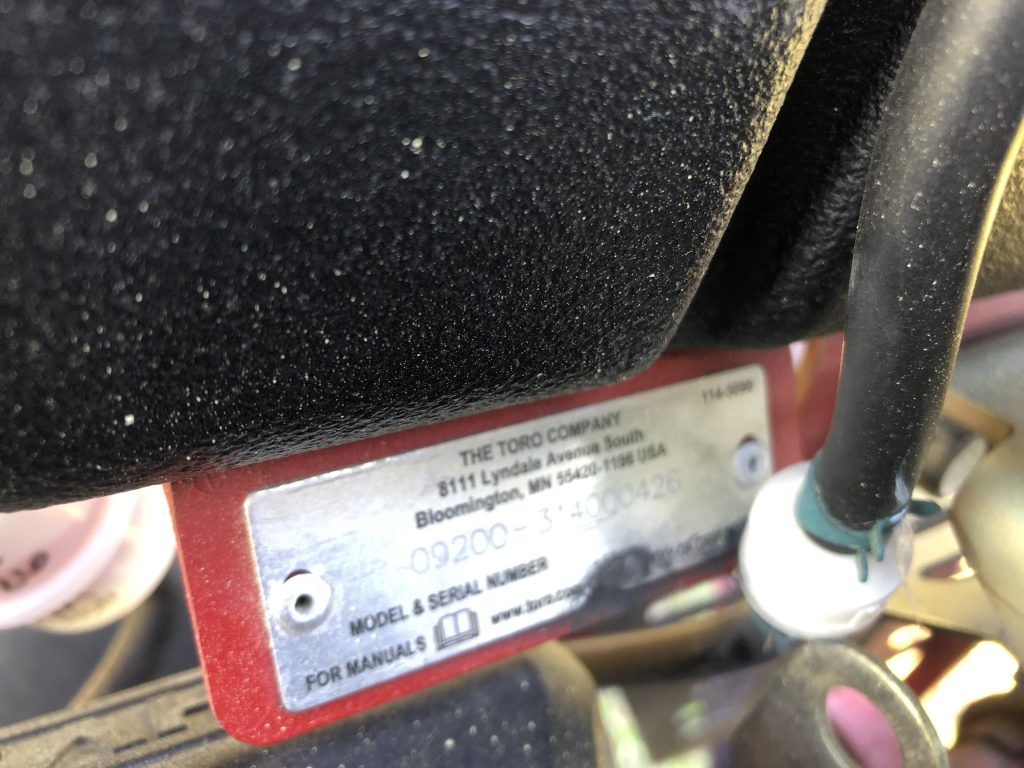 114-9890
THE TORO COMPANY
8111 Lyndale Avenue South
Bloomington, MN 55420-1196 USA
09200-314000426
MODEL & SERIAL NUMBER
FOR MANUALS www.toro.com